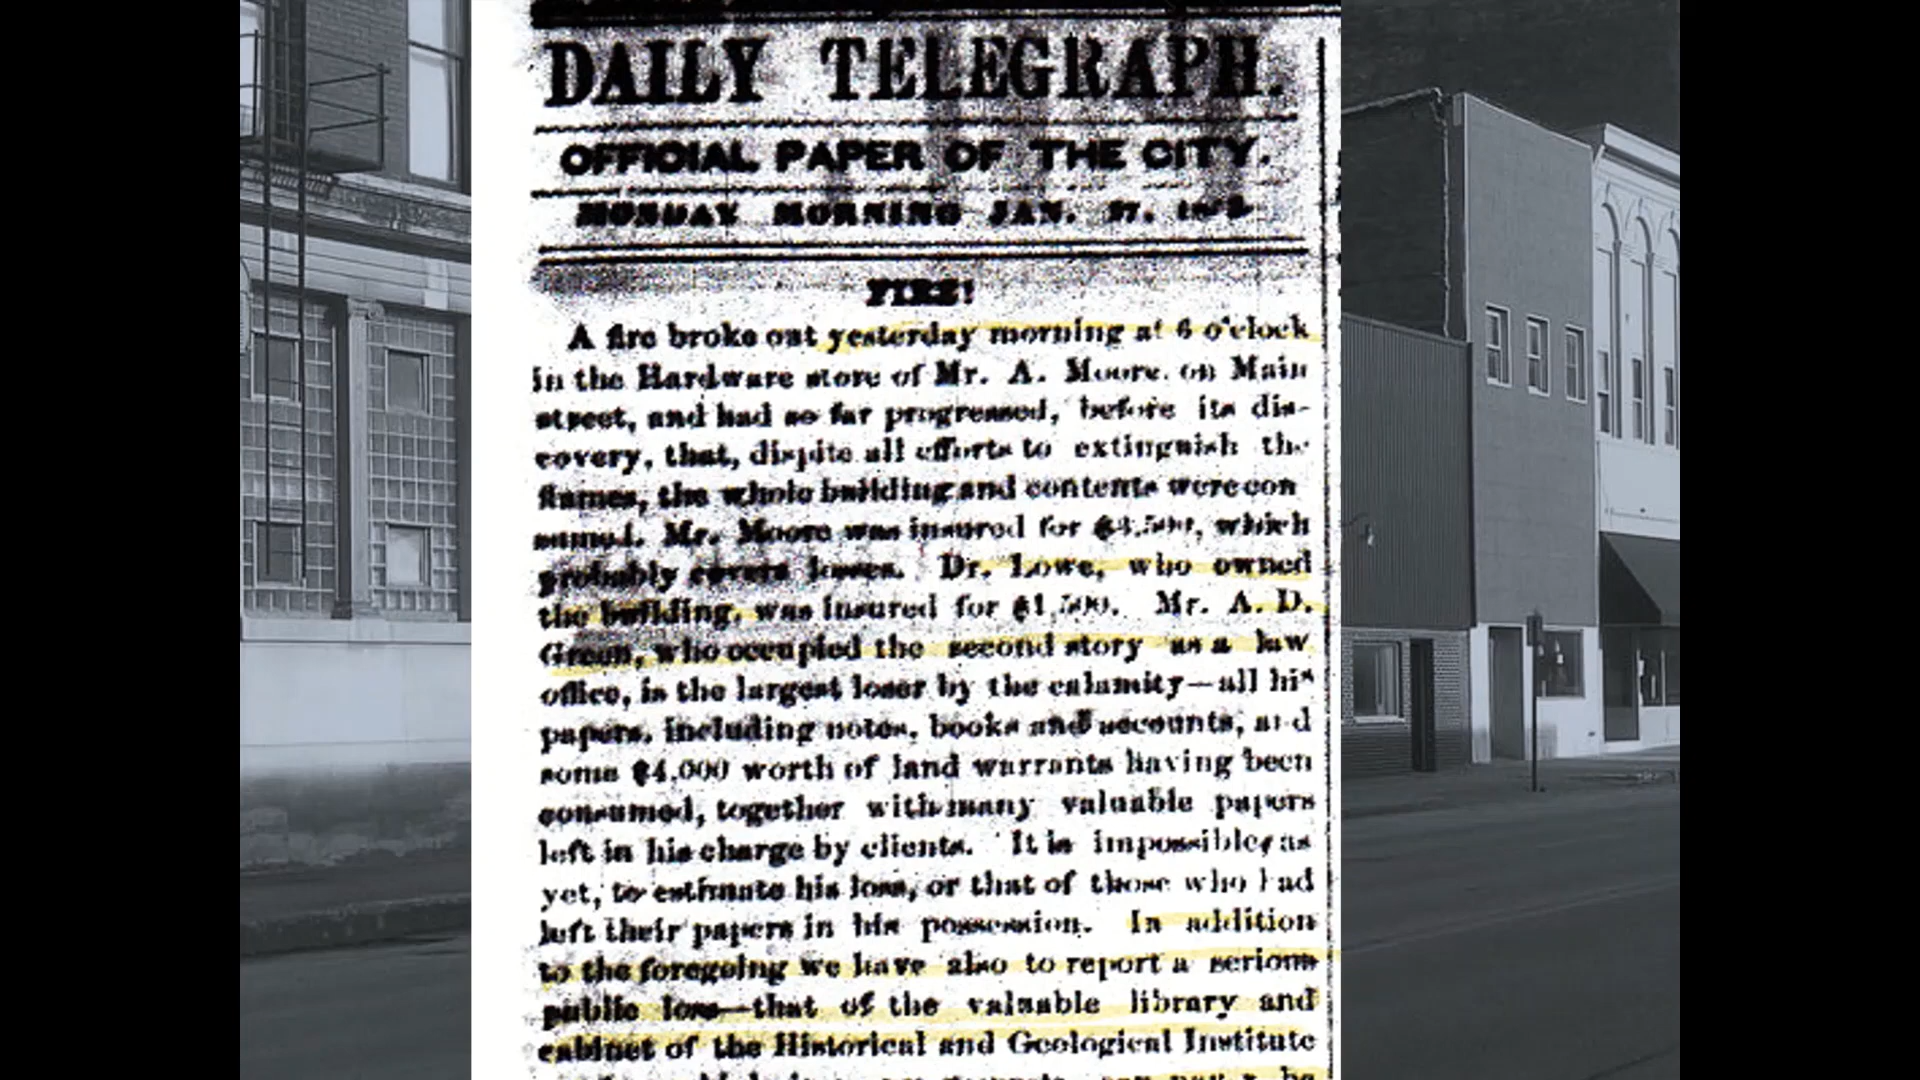 DAILY TELEGRAPH.
OFFICIAL PAPER OF THE CITY.
MONDAY MORNING JAN. 27.
FIRE!
A fire broke out yesterday morning at 6 o'clock
in the Hardware store of Mr. A. Moore. on Main
street, and had so far progressed, before its dis-
covery, that, dispite all efforts to extinguish the
flames, the whole building and contents were con
sumed. Mr. Moore was insured for which
probably covers losses. Dr. Lowe, who owned
the building, was insured for $1,500. Mr. A. D.
Green, who occupied the second story as a law
office, is the largest loser by the calamity—all his
papers, including notes, books and accounts, and
some $4,000 worth of land warrants having been
consumed, together with many valuable papers
left in his charge by clients. It is impossible, as
yet, to estimate his loss, or that of those who had
left their papers in his possession. In addition
to the foregoing we have also to report a serious
public loss—that of the valuable library and
cabinet of the Historical and Geological Institute